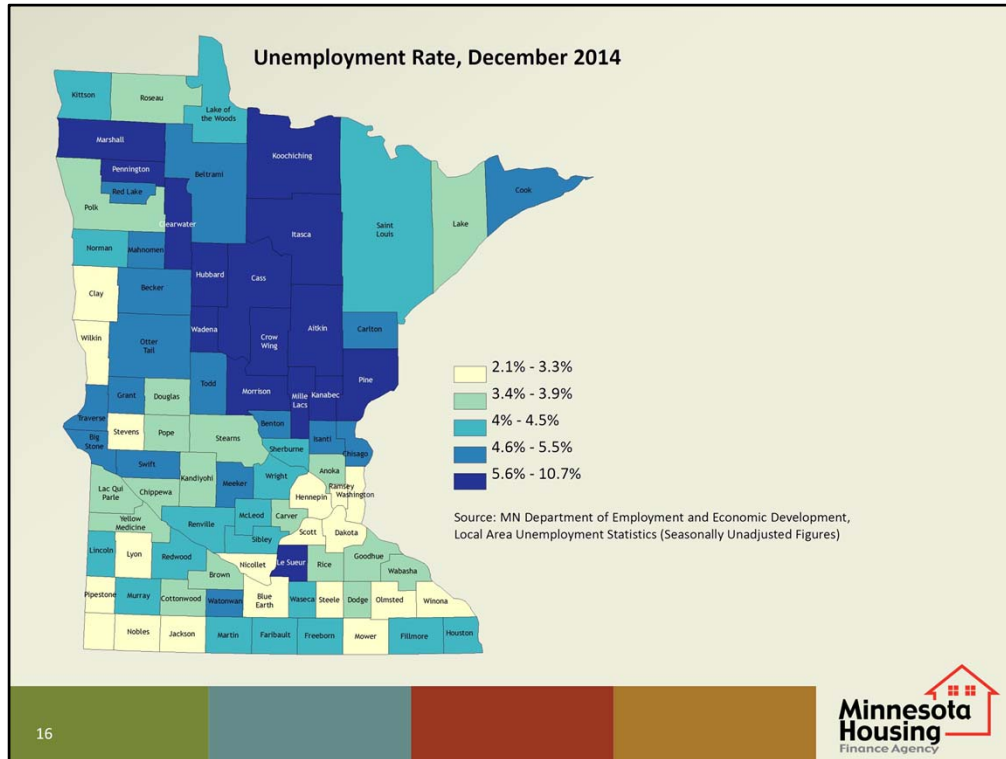 Unemployment Rate, December 2014
Kittson
Roseau
Lake of
the Woods
Marshall
Koochiching
Pennington
Beltrami
Red Lake
Cook
Polk
Clearwater
Saint
Louis
Lake
Itasca
Norman
Mahnomen
Hubbard
Cass
Clay
Becker
Wadena
Crow
Wing
Aitkin
Carlton
Wilkin
Otter
Tail
Todd
Morrison
Mille
Lacs
Kanabec
Pine
Grant
Douglas
Traverse
Big
Stone
Stevens
Pope
Stearns
Benton
Isanti
Chisago
Sherburne
Swift
Kandiyohi
Meeker
Wright
Anoka
Ramsey
Washington
Hennepin
Lac Qui
Parle
Chippewa
Yellow
Medicine
Renville
McLeod
Carver
Scott
Dakota
Sibley
Lincoln
Lyon
Redwood
Nicollet
Le Sueur
Rice
Goodhue
Wabasha
Brown
Pipestone
Murray
Cottonwood
Watonwan
Blue
Earth
Waseca
Steele
Dodge
Olmsted
Winona
Nobles
Jackson
Martin
Faribault
Freeborn
Mower
Fillmore
Houston
2.1% - 3.3%
3.4% - 3.9%
4% - 4.5%
4.6% - 5.5%
5.6% - 10.7%
Source: MN Department of Employment and Economic Development,
Local Area Unemployment Statistics (Seasonally Unadjusted Figures)
16
Minnesota
Housing
Finance Agency